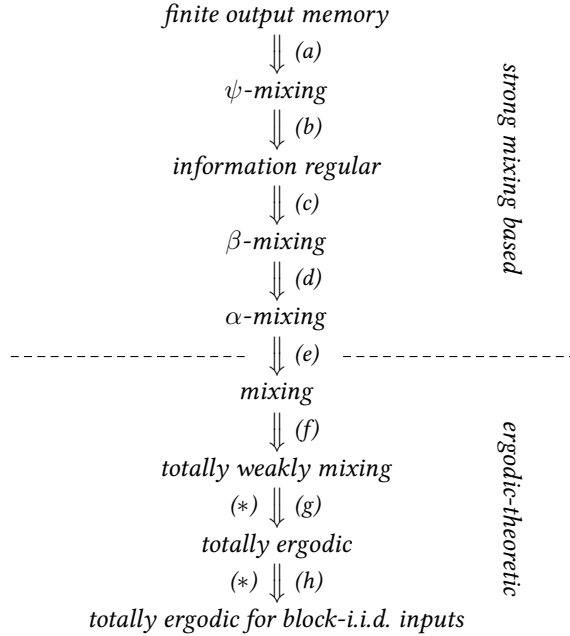 finite output memory
(a)
ψ-mixing
(b)
information regular
(c)
β-mixing
(d)
α-mixing
(e)
mixing
(f)
totally weakly mixing
(*) (g)
totally ergodic
(*) (h)
totally ergodic for block-i.i.d. inputs
strong mixing based
ergodic-theoretic